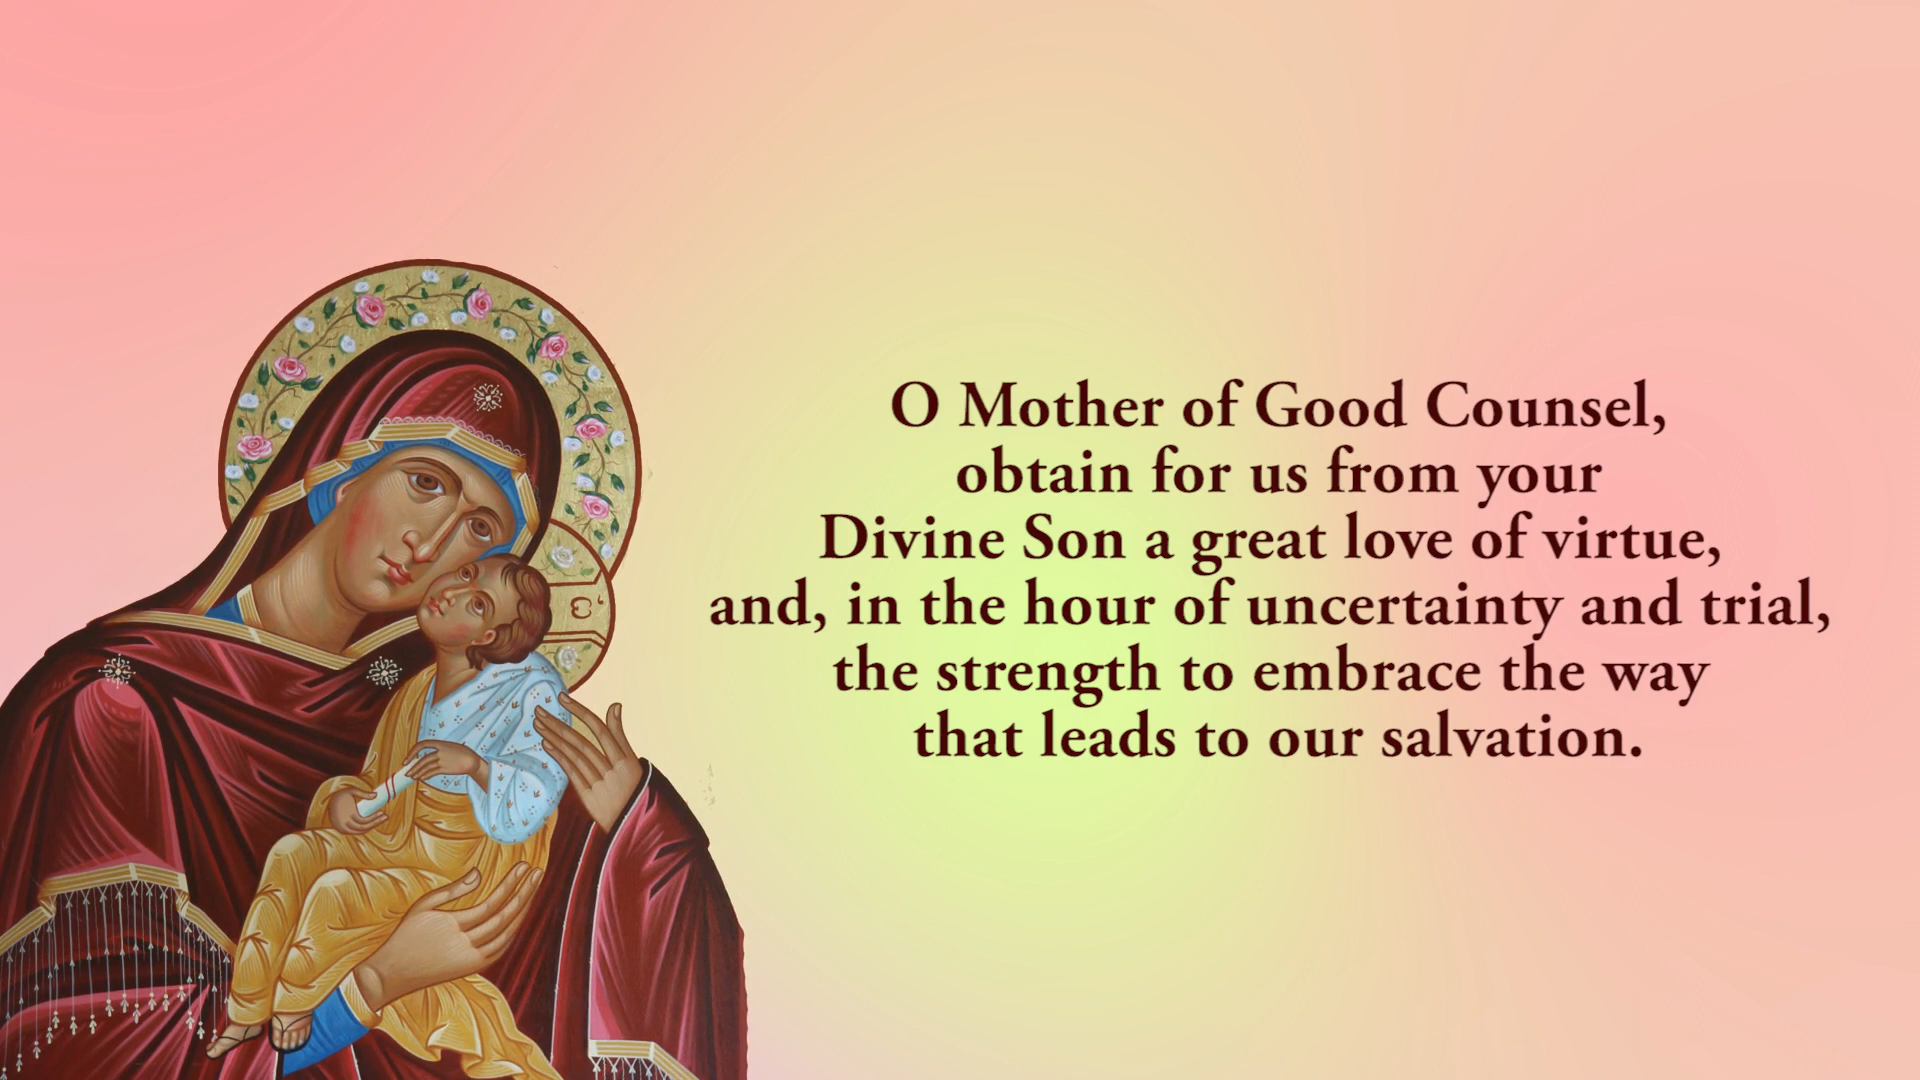 O Mother of Good Counsel,
obtain for us from your
Divine Son a great love of virtue,
and, in the hour of uncertainty and trial,
the strength to embrace the way
that leads to our salvation.